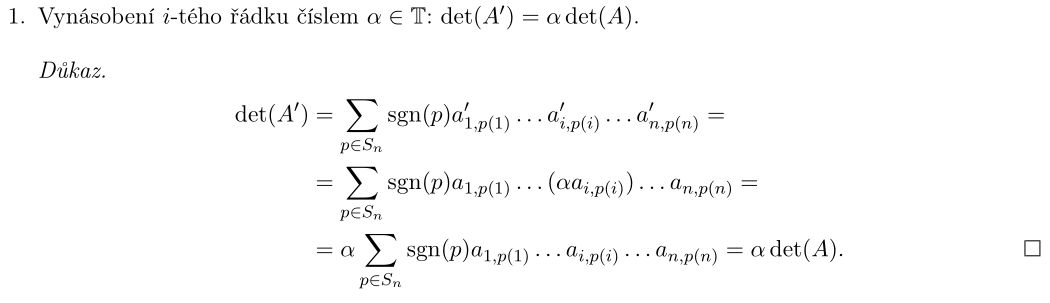 1. Vynásobení i-tého řádku číslem α ∈ 𝕋: det(A′) = α det(A).
Důkaz.
det(A′) = ∑_{p∈S_n} sgn(p)a′_{1,p(1)} … a′_{i,p(i)} … a′_{n,p(n)} =
= ∑_{p∈S_n} sgn(p)a_{1,p(1)} … (αa_{i,p(i)}) … a_{n,p(n)} =
= α ∑_{p∈S_n} sgn(p)a_{1,p(1)} … a_{i,p(i)} … a_{n,p(n)} = α det(A). □